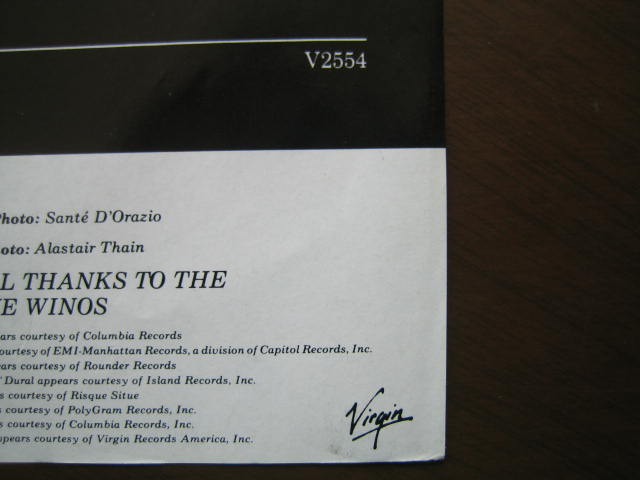 V2554
Photo: Santé D'Orazio
oto: Alastair Thain
L THANKS TO THE
E WINOS
ars courtesy of Columbia Records
ourtesy of EMI-Manhattan Records, a division of Capitol Records, Inc.
ears courtesy of Rounder Records
' Dural appears courtesy of Island Records, Inc.
s courtesy of Risque Situe
s courtesy of PolyGram Records, Inc.
s courtesy of Columbia Records, Inc.
appears courtesy of Virgin Records America, Inc.
Virgin